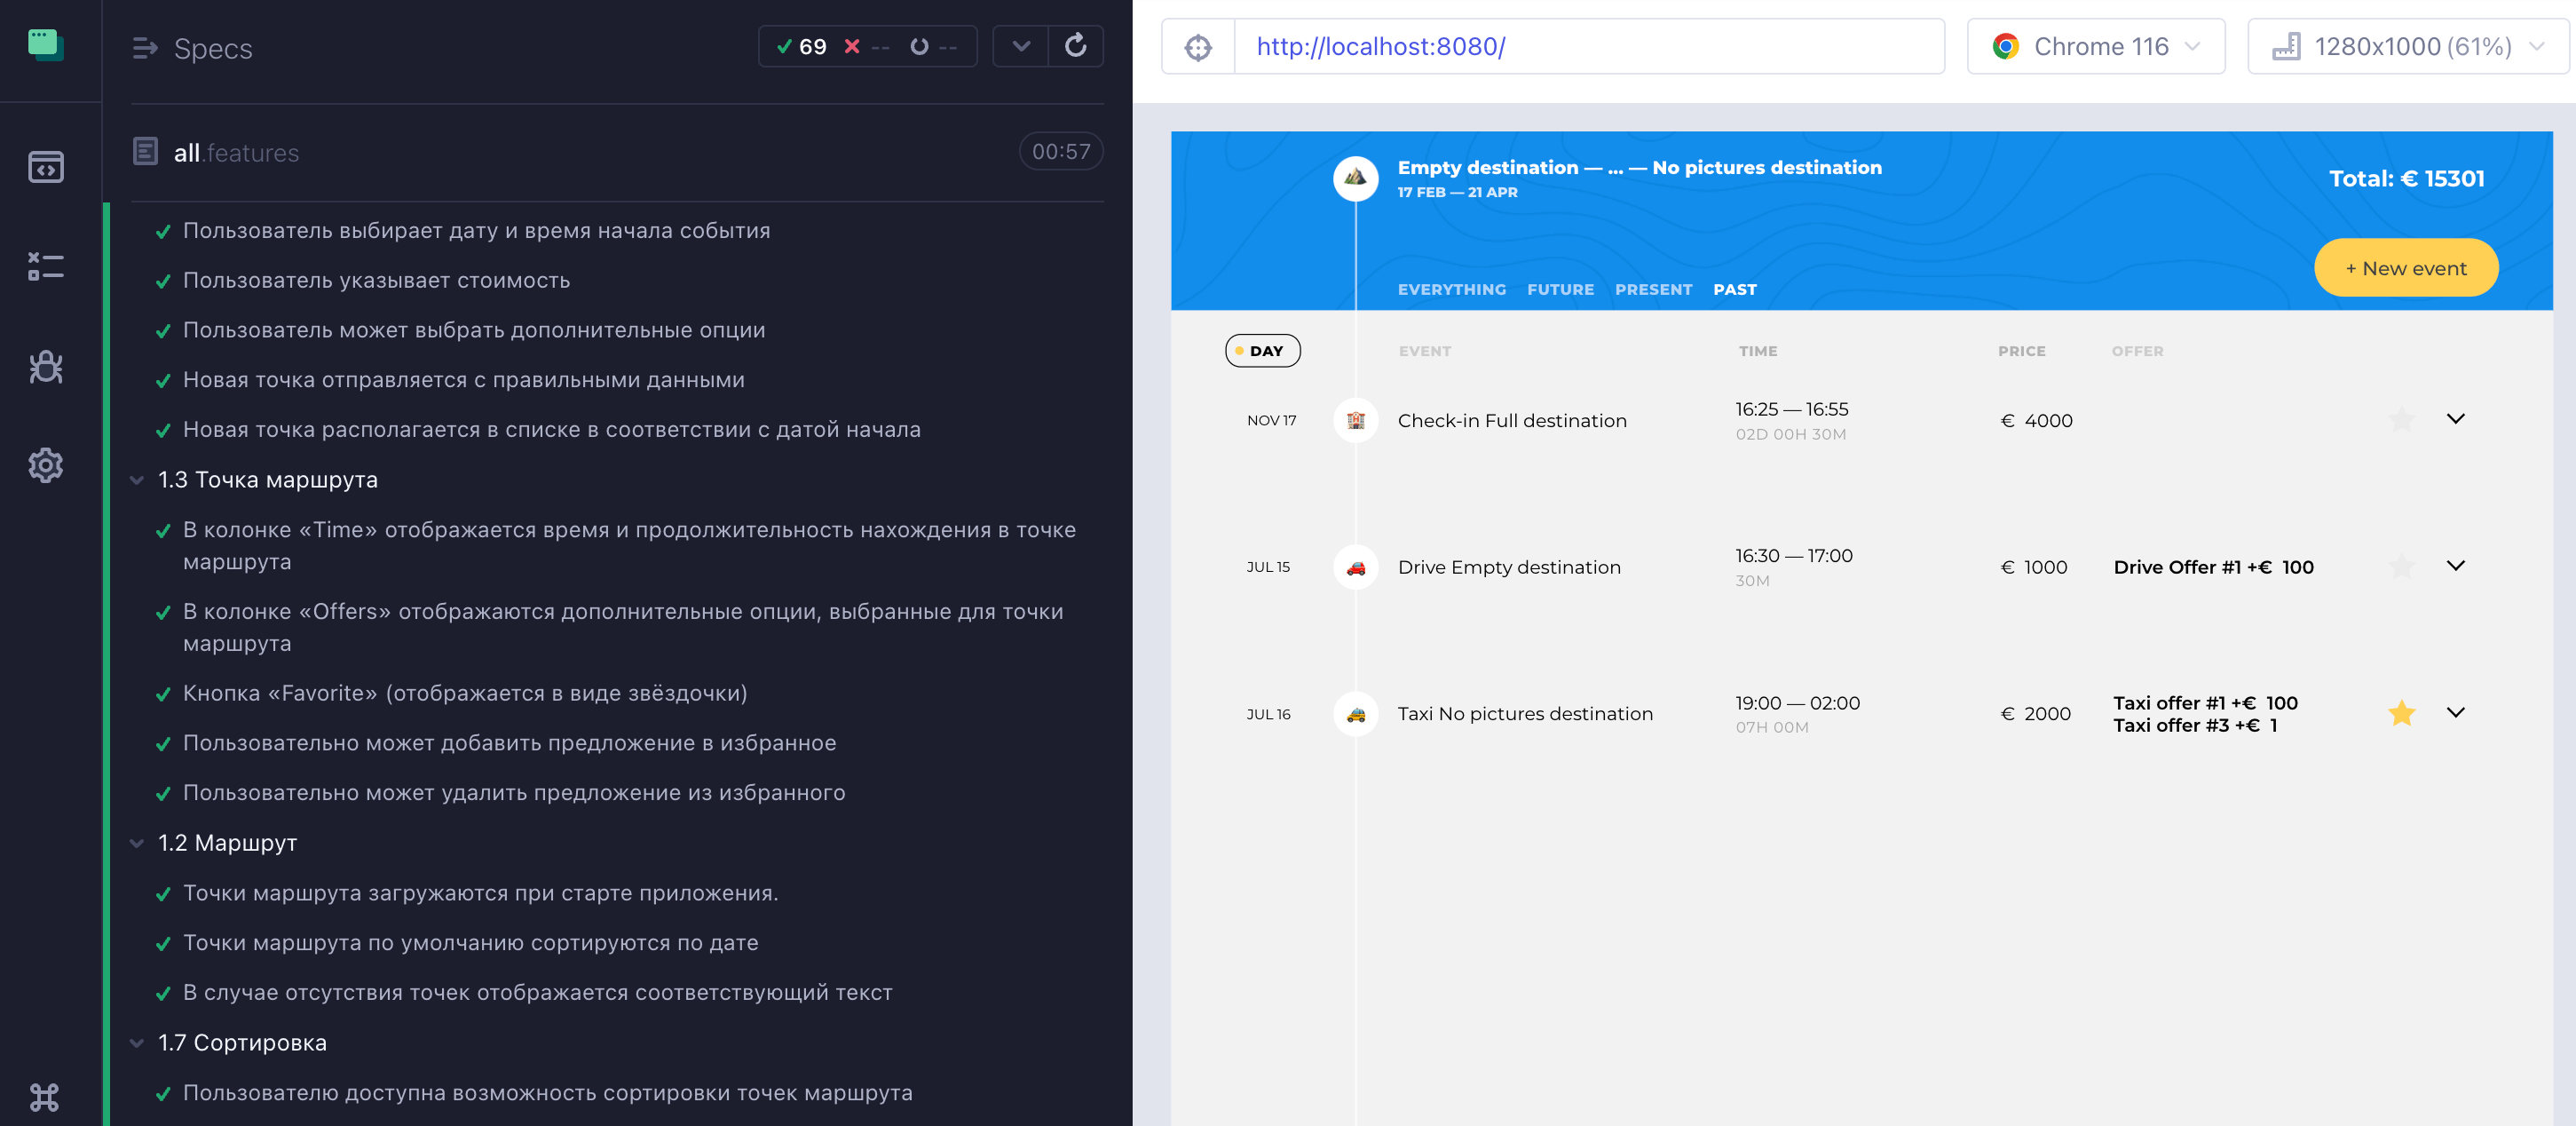 Specs
69 -- --
all.features
00:57
Пользователь выбирает дату и время начала события
Пользователь указывает стоимость
Пользователь может выбрать дополнительные опции
Новая точка отправляется с правильными данными
Новая точка располагается в списке в соответствии с датой начала
1.3 Точка маршрута
В колонке «Time» отображается время и продолжительность нахождения в точке
маршрута
В колонке «Offers» отображаются дополнительные опции, выбранные для точки
маршрута
Кнопка «Favorite» (отображается в виде звёздочки)
Пользовательно может добавить предложение в избранное
Пользовательно может удалить предложение из избранного
1.2 Маршрут
Точки маршрута загружаются при старте приложения.
Точки маршрута по умолчанию сортируются по дате
В случае отсутствия точек отображается соответствующий текст
1.7 Сортировка
Пользователю доступна возможность сортировки точек маршрута
http://localhost:8080/
Chrome 116
1280x1000 (61%)
Empty destination — ... — No pictures destination
17 FEB — 21 APR
Total: € 15301
+ New event
EVERYTHING FUTURE PRESENT PAST
DAY EVENT TIME PRICE OFFER
NOV 17 Check-in Full destination 16:25 — 16:55 € 4000
02D 00H 30M
JUL 15 Drive Empty destination 16:30 — 17:00 € 1000 Drive Offer #1 +€ 100
30M
JUL 16 Taxi No pictures destination 19:00 — 02:00 € 2000 Taxi offer #1 +€ 100
07H 00M Taxi offer #3 +€ 1